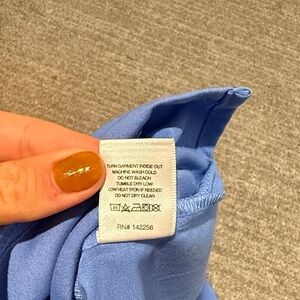 TURN GARMENT INSIDE OUT
MACHINE WASH COLD
DO NOT BLEACH
TUMBLE DRY LOW
LOW HEAT IRON IF NEEDED
DO NOT DRY CLEAN
RN# 142256